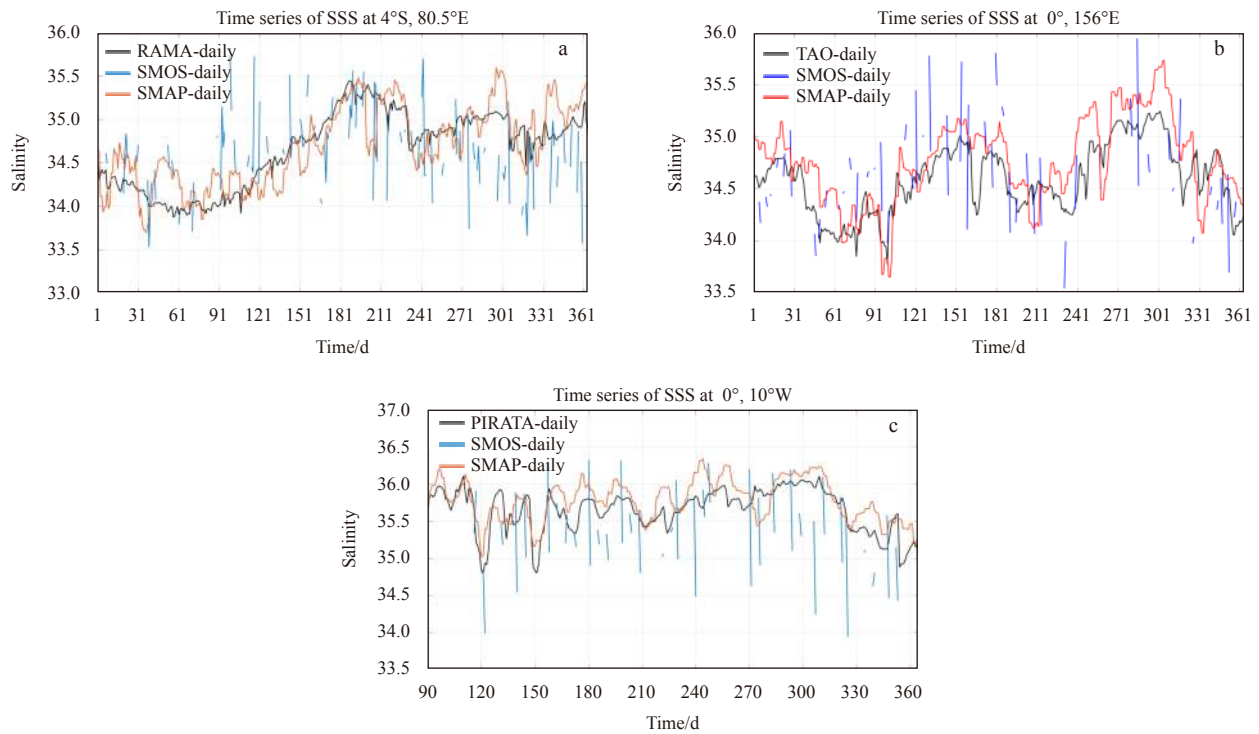 Time series of SSS at 4°S, 80.5°E
36.0
35.5
35.0
34.5
34.0
33.5
33.0
Salinity
RAMA-daily
SMOS-daily
SMAP-daily
a
1 31 61 91 121 151 181 211 241 271 301 331 361
Time/d
Time series of SSS at 0°, 156°E
36.0
35.5
35.0
34.5
34.0
33.5
Salinity
TAO-daily
SMOS-daily
SMAP-daily
b
1 31 61 91 121 151 181 211 241 271 301 331 361
Time/d
Time series of SSS at 0°, 10°W
37.0
36.5
36.0
35.5
35.0
34.5
34.0
33.5
Salinity
PIRATA-daily
SMOS-daily
SMAP-daily
c
90 120 150 180 210 240 270 300 330 360
Time/d